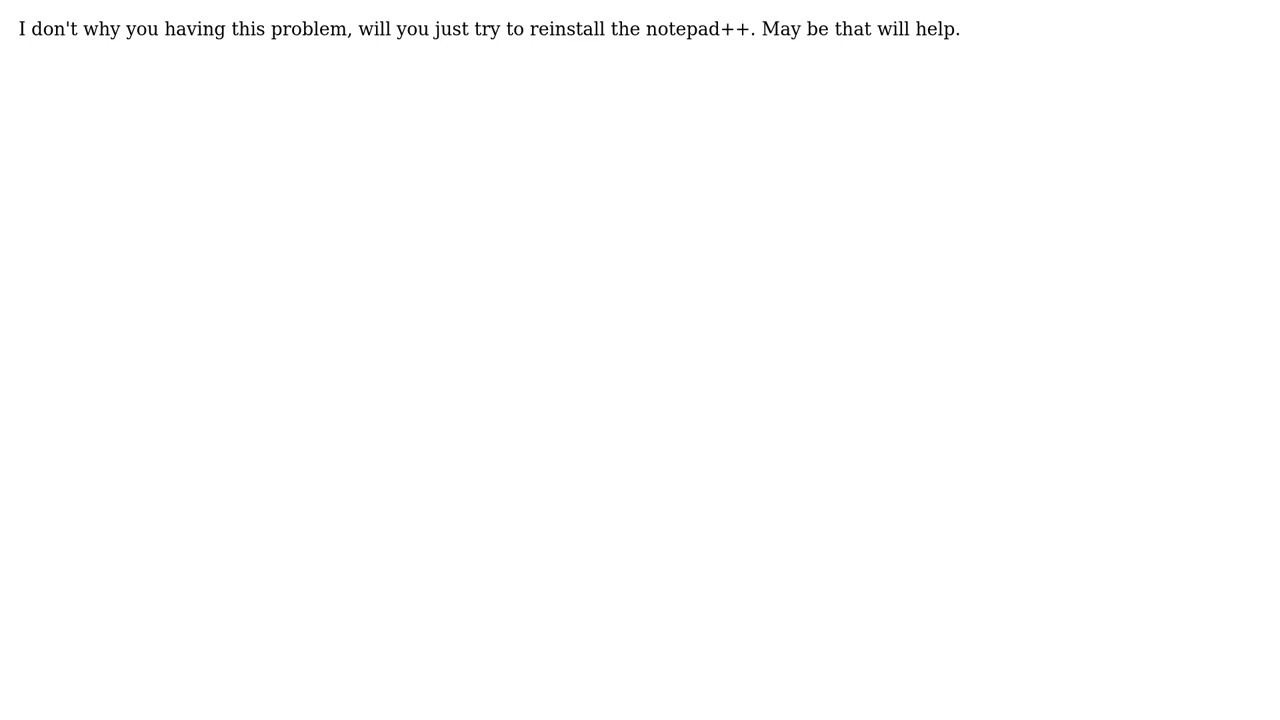 I don't why you having this problem, will you just try to reinstall the notepad++. May be that will help.